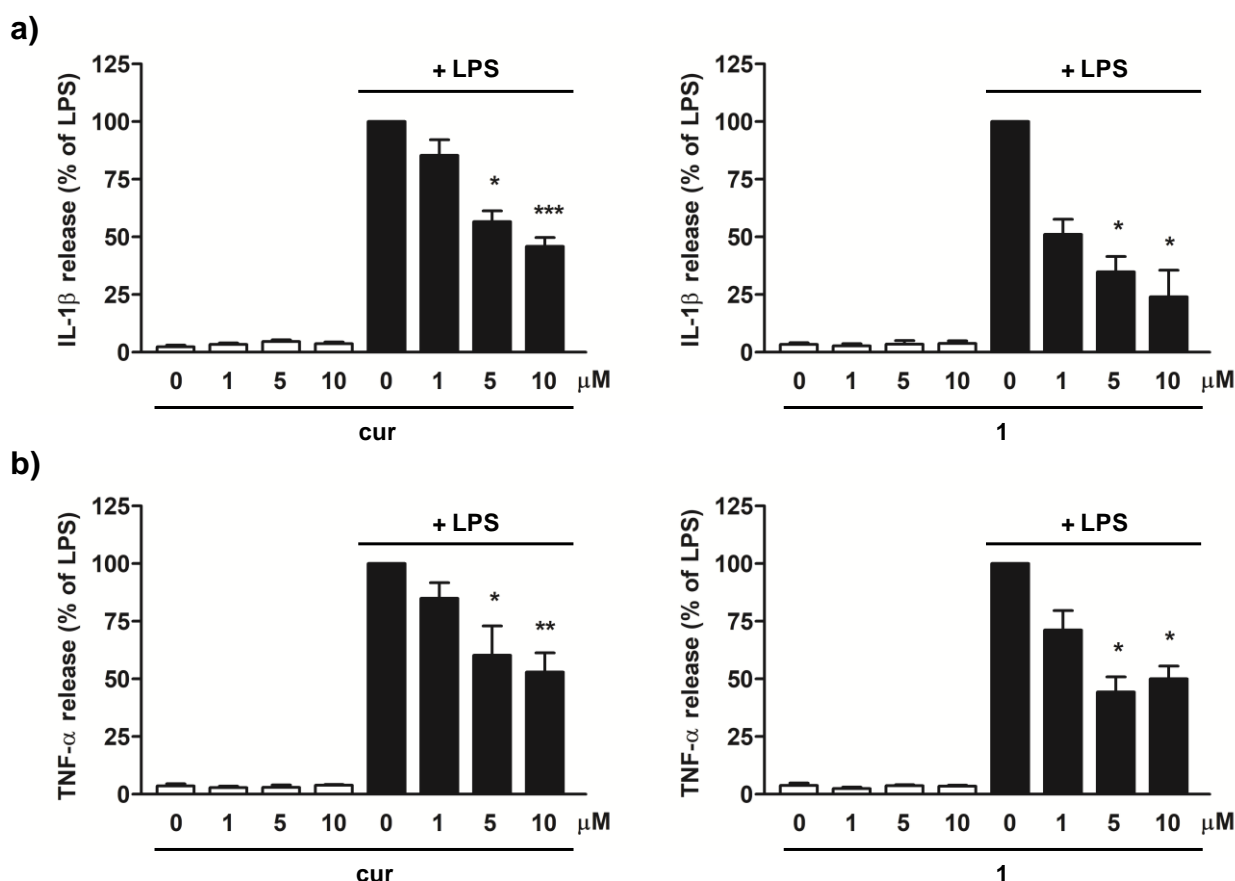 a)
IL-1β release (% of LPS)
125
100
75
50
25
0
+ LPS
*
***
0 1 5 10 0 1 5 10 μM
cur
IL-1β release (% of LPS)
125
100
75
50
25
0
+ LPS
*
*
0 1 5 10 0 1 5 10 μM
1
b)
TNF-α release (% of LPS)
125
100
75
50
25
0
+ LPS
*
**
0 1 5 10 0 1 5 10 μM
cur
TNF-α release (% of LPS)
125
100
75
50
25
0
+ LPS
*
*
0 1 5 10 0 1 5 10 μM
1